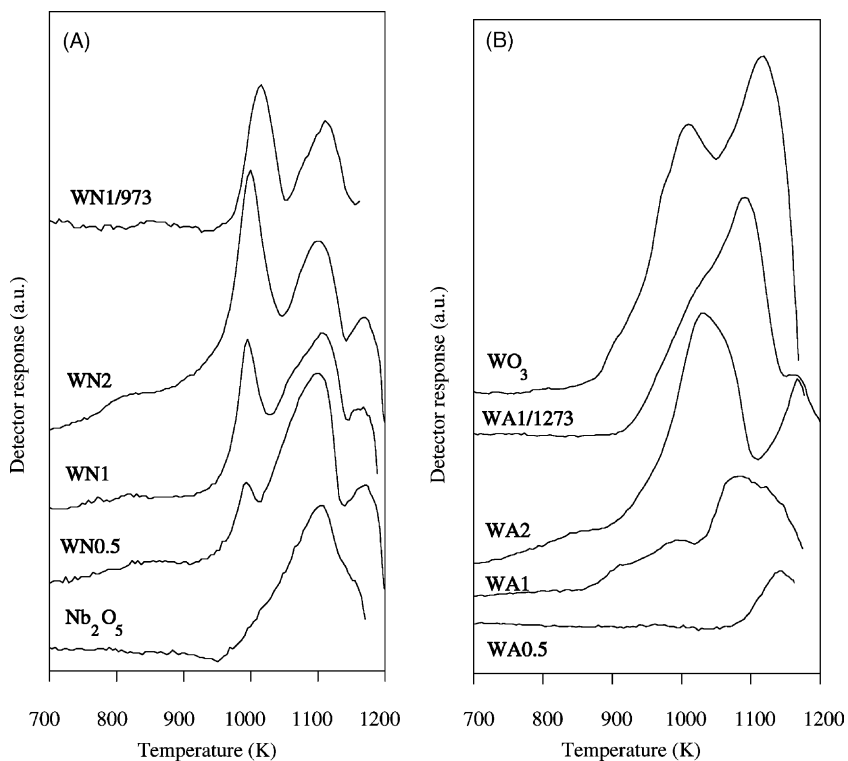 (A)
WN1/973
WN2
WN1
WN0.5
Nb2O5
Detector response (a.u.)
700 800 900 1000 1100 1200
Temperature (K)
(B)
WO3
WA1/1273
WA2
WA1
WA0.5
Detector response (a.u.)
700 800 900 1000 1100 1200
Temperature (K)